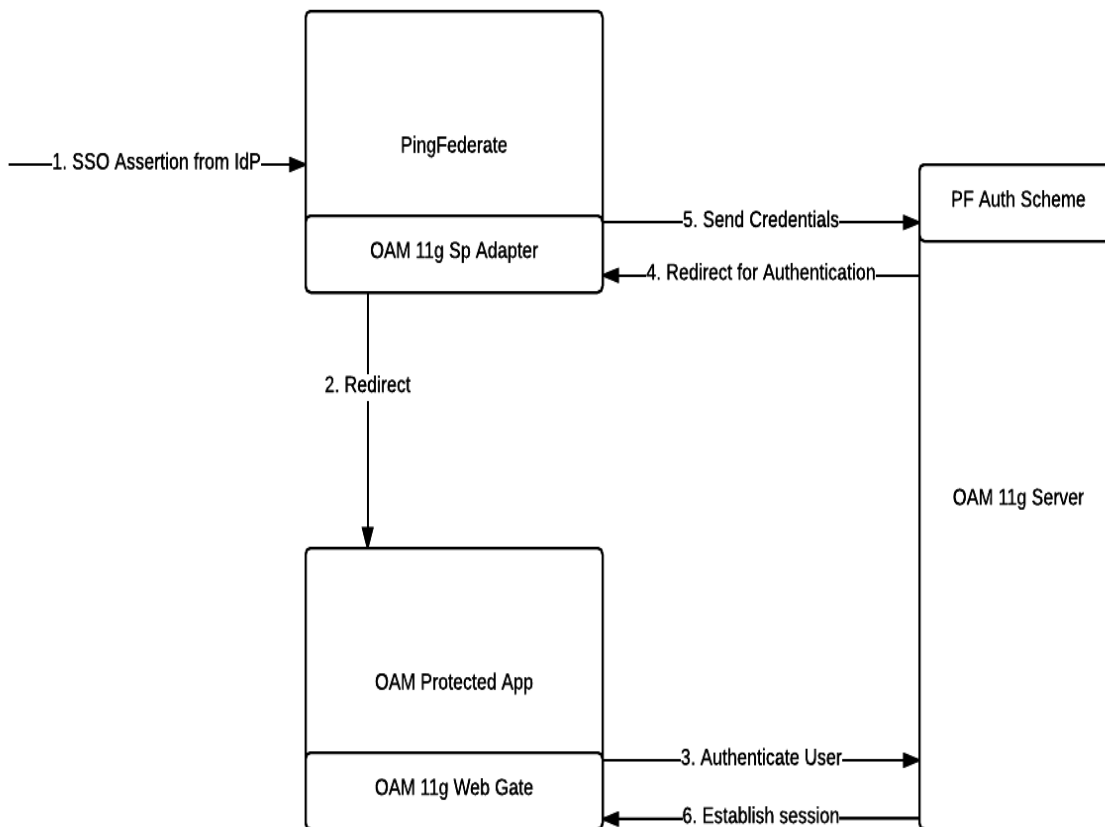 PingFederate
1. SSO Assertion from IdP
PF Auth Scheme
5. Send Credentials
OAM 11g Sp Adapter
4. Redirect for Authentication
2. Redirect
OAM 11g Server
OAM Protected App
3. Authenticate User
OAM 11g Web Gate
6. Establish session